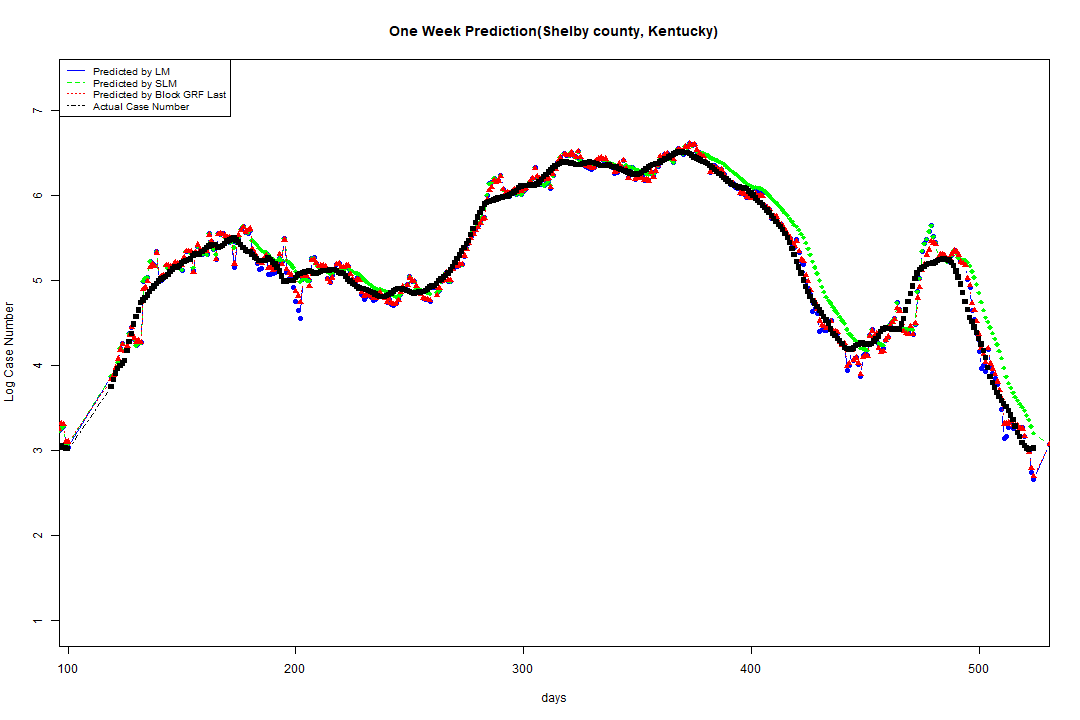 One Week Prediction(Shelby county, Kentucky)
Predicted by LM
Predicted by SLM
Predicted by Block GRF Last
Actual Case Number
7
6
5
4
3
2
1
Log Case Number
100 200 300 400 500
days